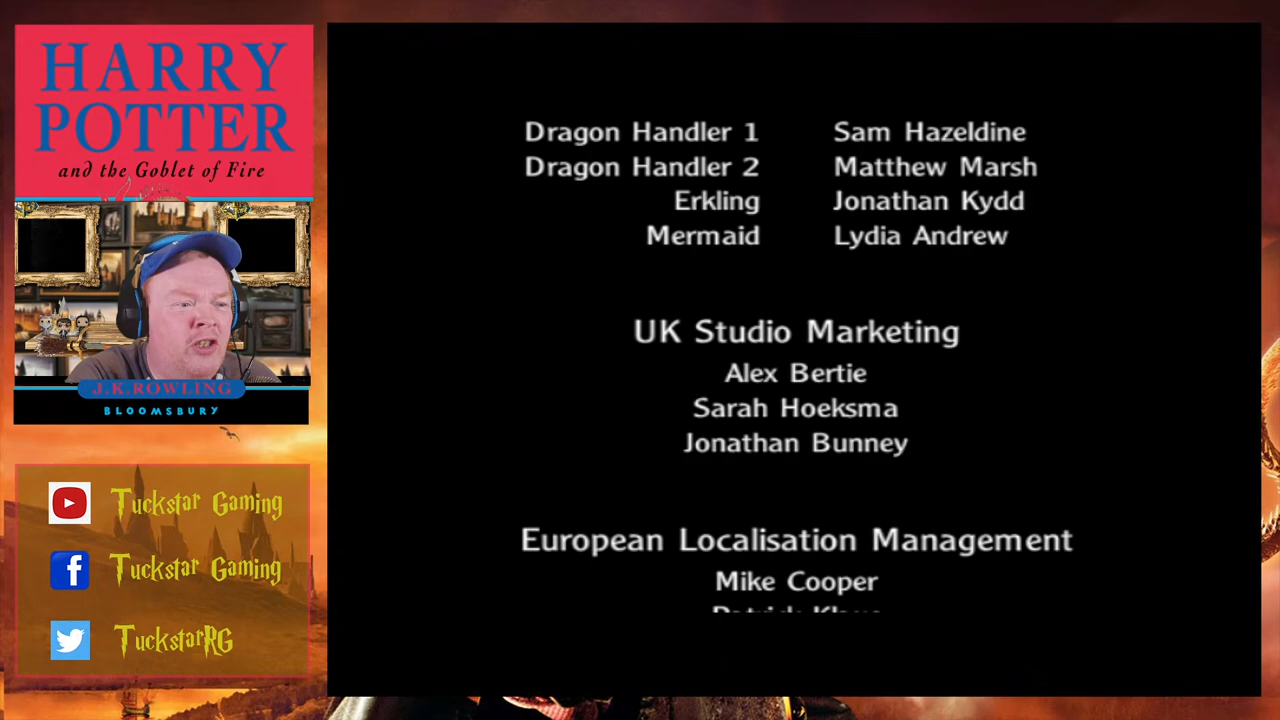 HARRY
POTTER
and the Goblet of Fire
J.K.ROWLING
BLOOMSBURY
Tuckstar Gaming
Tuckstar Gaming
TuckstarRG
Dragon Handler 1 Sam Hazeldine
Dragon Handler 2 Matthew Marsh
Erkling Jonathan Kydd
Mermaid Lydia Andrew
UK Studio Marketing
Alex Bertie
Sarah Hoeksma
Jonathan Bunney
European Localisation Management
Mike Cooper